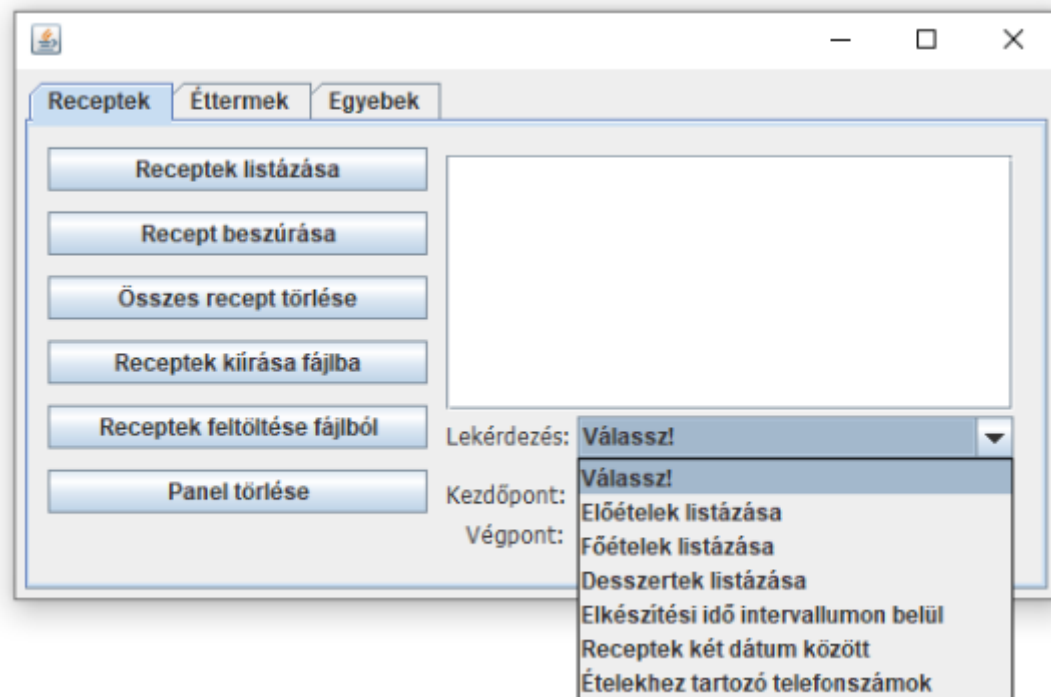 Receptek Éttermek Egyebek
Receptek listázása
Recept beszúrása
Összes recept törlése
Receptek kiírása fájlba
Receptek feltöltése fájlból
Panel törlése
Lekérdezés: Válassz!
Kezdőpont:
Végpont:
Válassz!
Előételek listázása
Főételek listázása
Desszertek listázása
Elkészítési idő intervallumon belül
Receptek két dátum között
Ételekhez tartozó telefonszámok